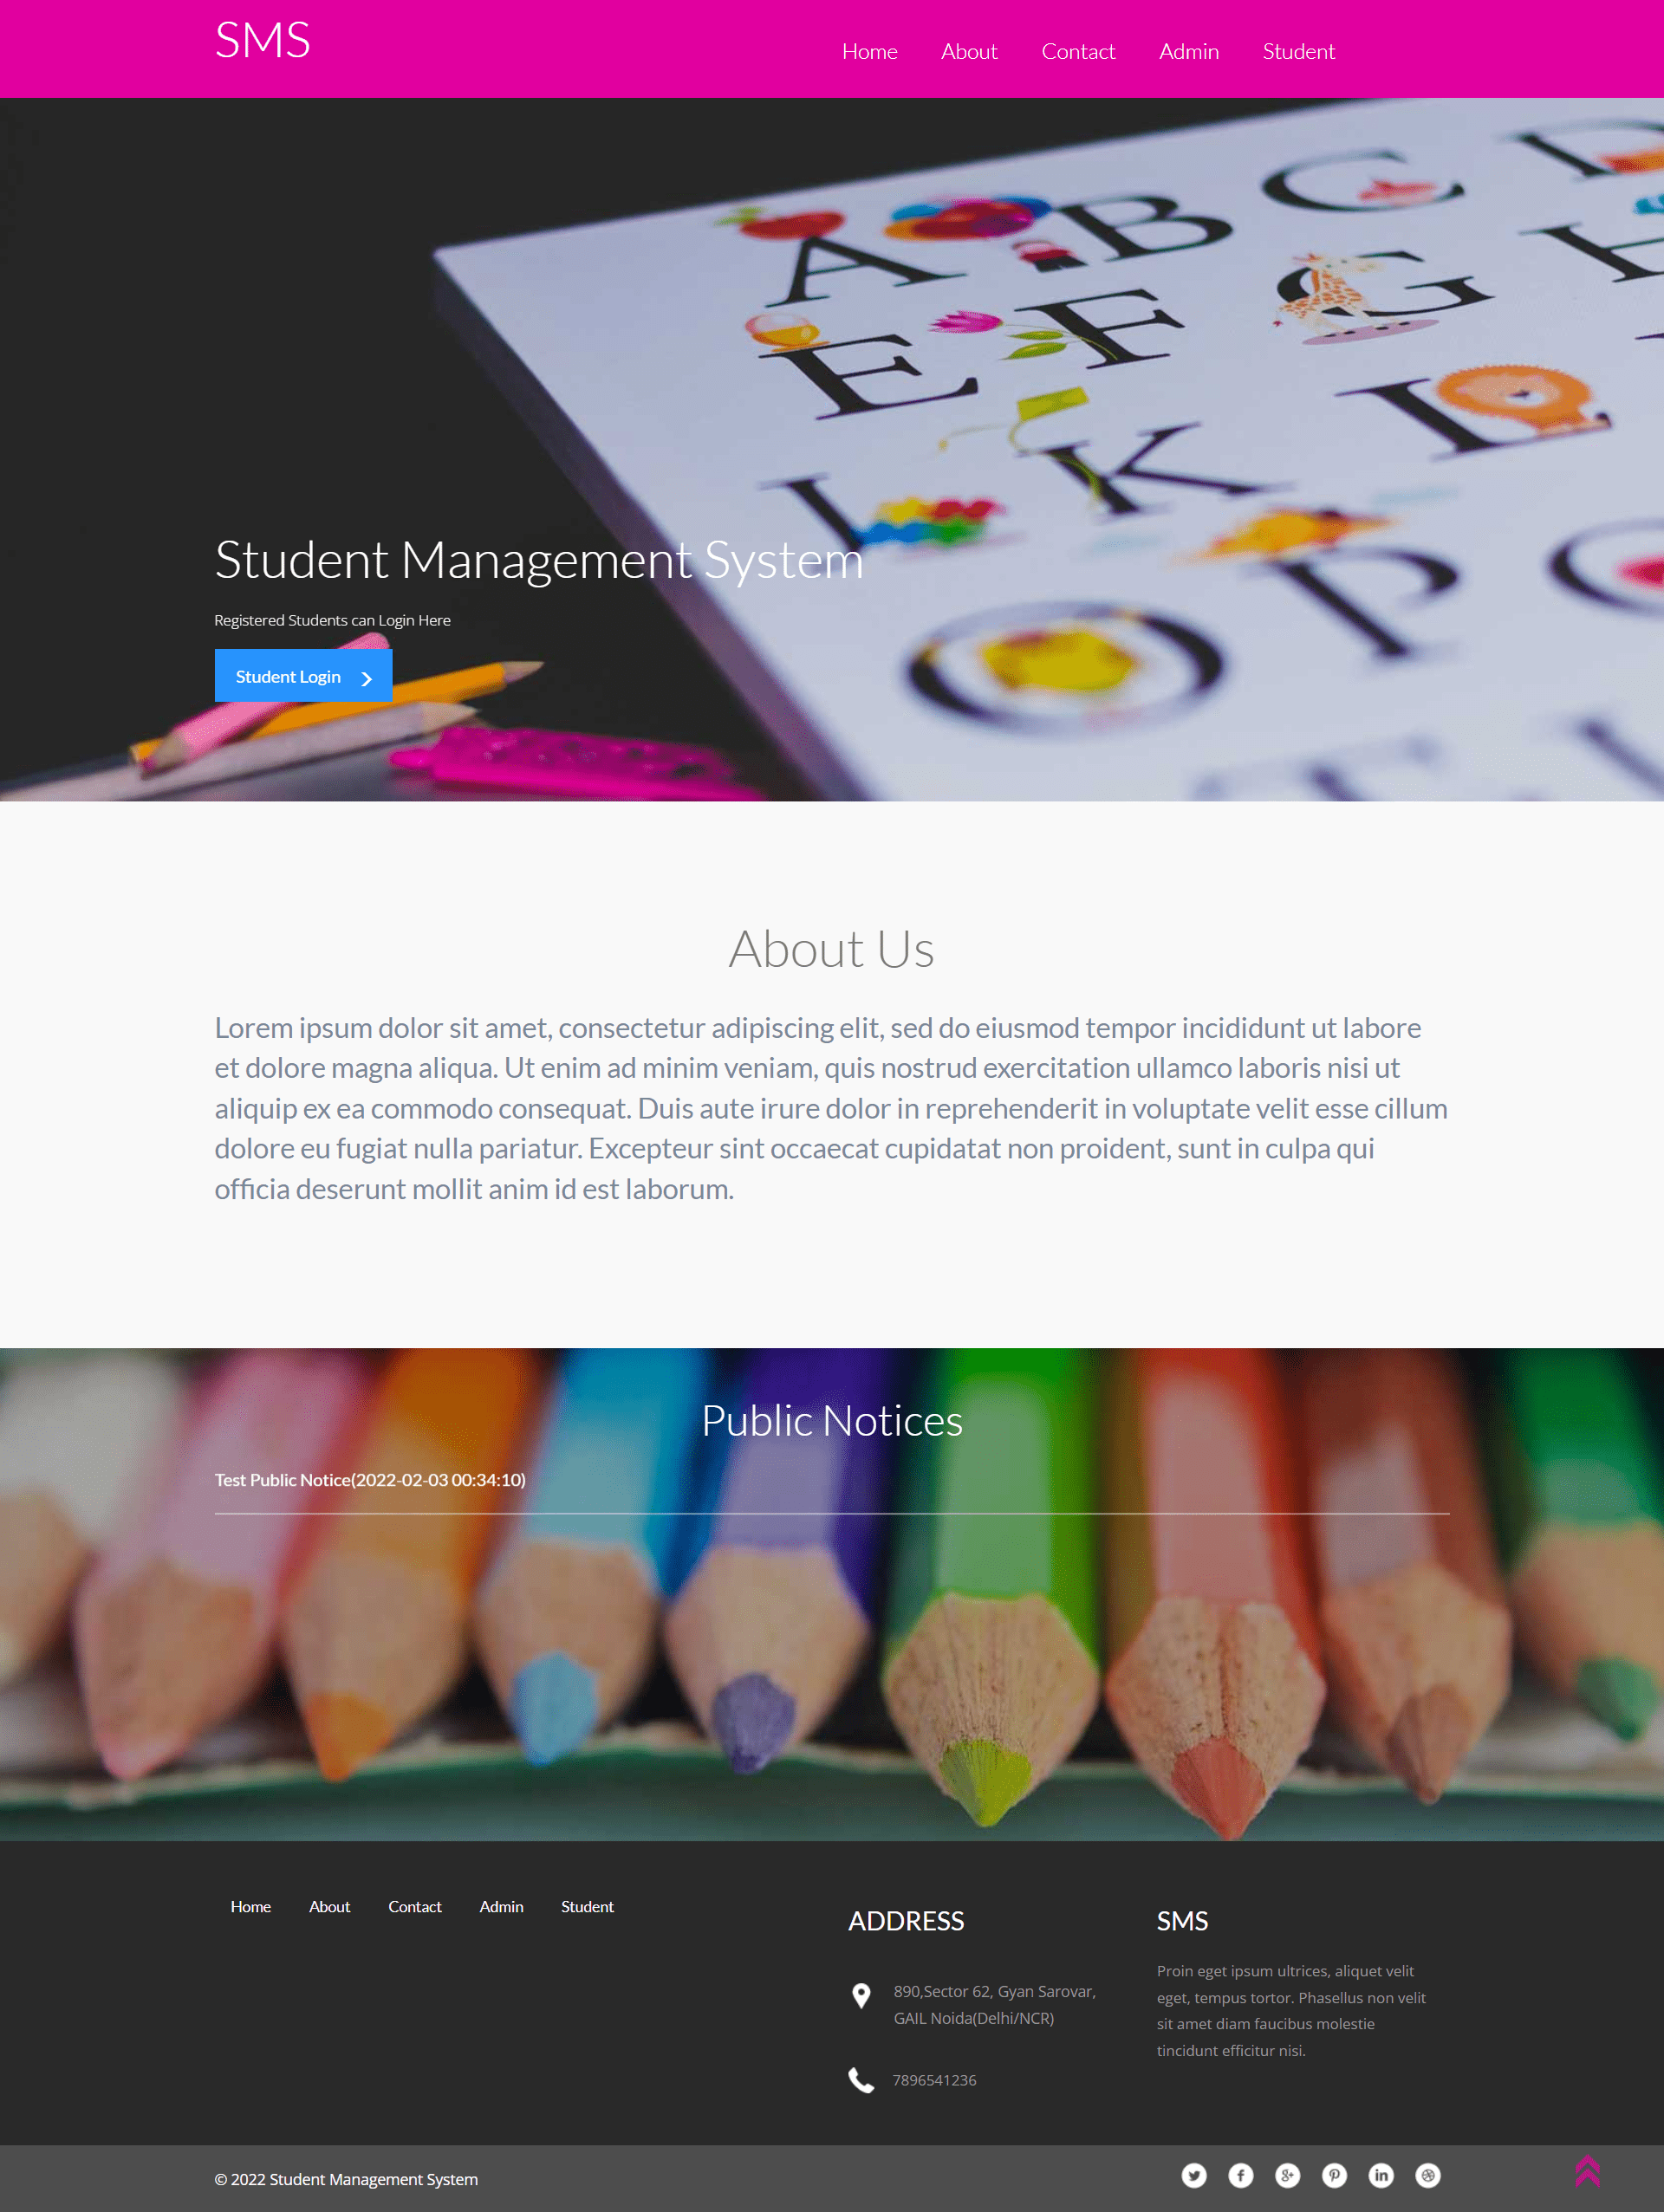 SMS
Home About Contact Admin Student
A B C D
E F G H
I K L
O P
Student Management System
Registered Students can Login Here
Student Login
About Us
Lorem ipsum dolor sit amet, consectetur adipiscing elit, sed do eiusmod tempor incididunt ut labore
et dolore magna aliqua. Ut enim ad minim veniam, quis nostrud exercitation ullamco laboris nisi ut
aliquip ex ea commodo consequat. Duis aute irure dolor in reprehenderit in voluptate velit esse cillum
dolore eu fugiat nulla pariatur. Excepteur sint occaecat cupidatat non proident, sunt in culpa qui
officia deserunt mollit anim id est laborum.
Public Notices
Test Public Notice(2022-02-03 00:34:10)
Home About Contact Admin Student
ADDRESS
890,Sector 62, Gyan Sarovar,
GAIL Noida(Delhi/NCR)
7896541236
SMS
Proin eget ipsum ultrices, aliquet velit
eget, tempus tortor. Phasellus non velit
sit amet diam faucibus molestie
tincidunt efficitur nisi.
© 2022 Student Management System